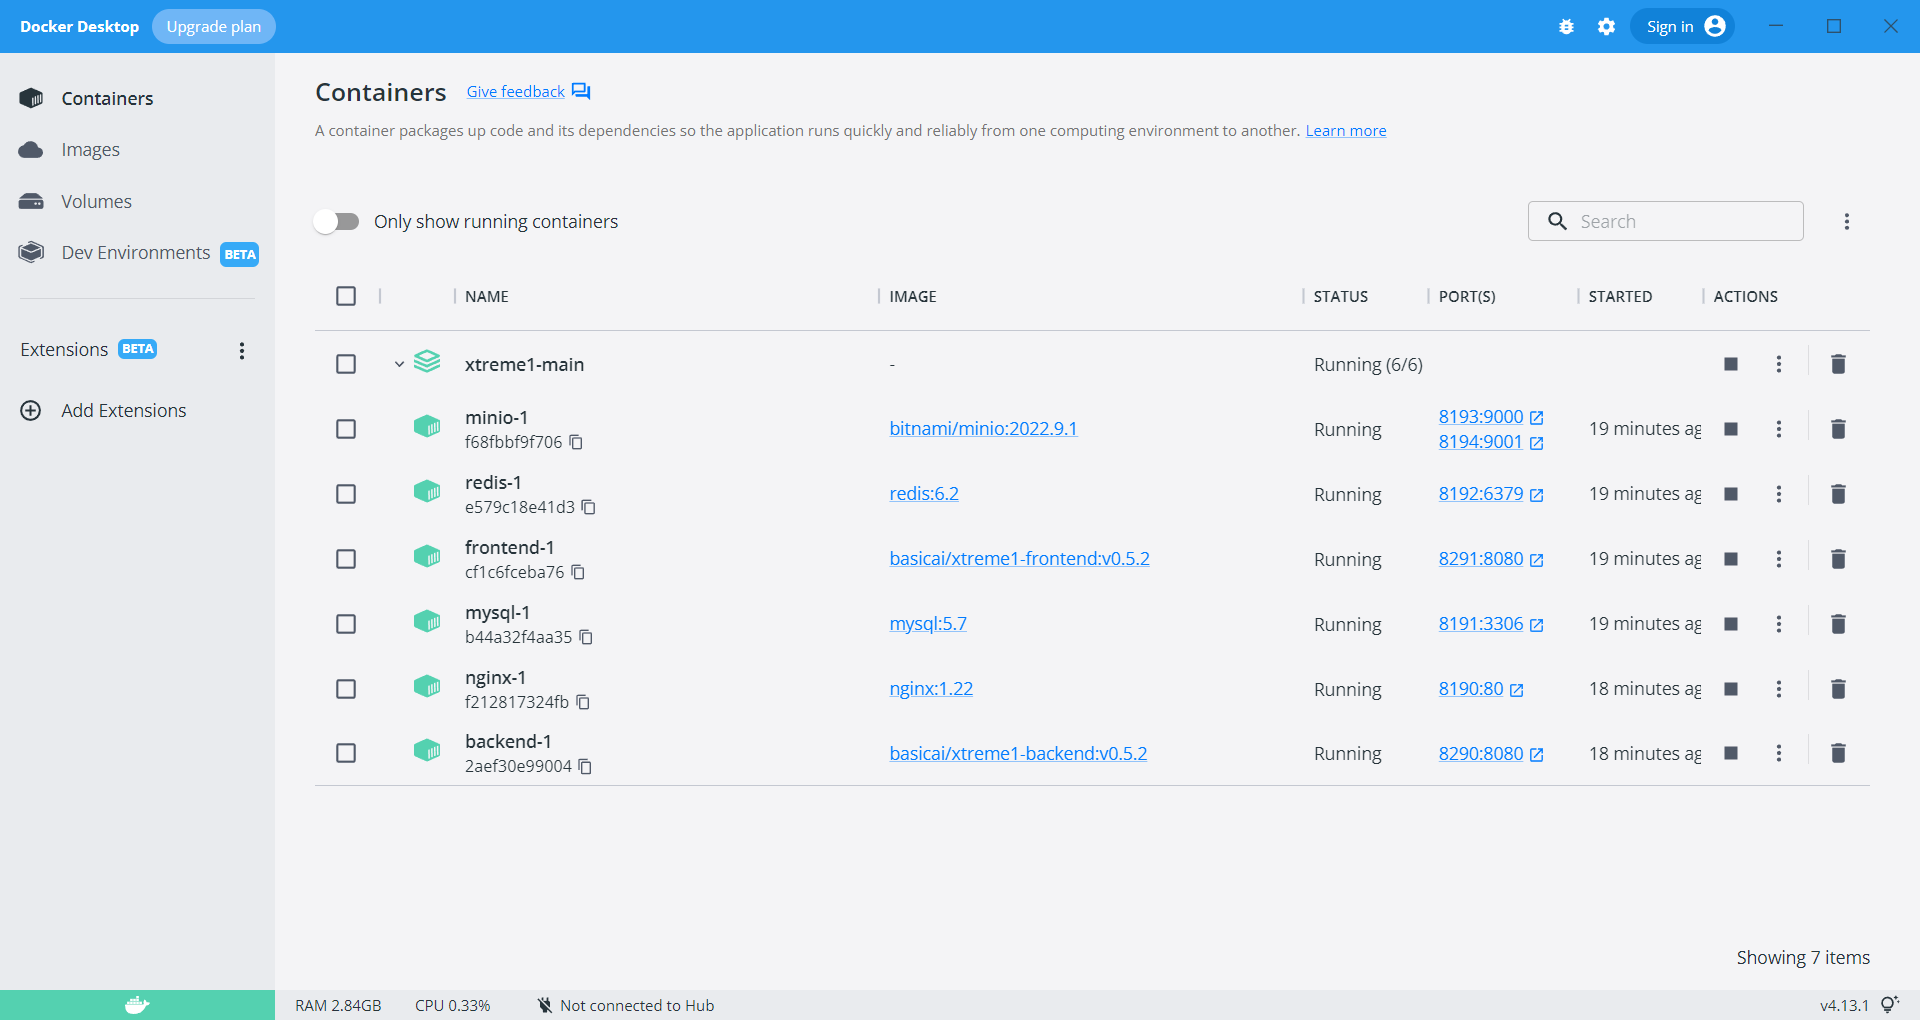 Docker Desktop Upgrade plan Sign in
Containers
Images
Volumes
Dev Environments BETA
Extensions BETA
Add Extensions
Containers Give feedback
A container packages up code and its dependencies so the application runs quickly and reliably from one computing environment to another. Learn more
Only show running containers Search
NAME IMAGE STATUS PORT(S) STARTED ACTIONS
xtreme1-main - Running (6/6)
minio-1 bitnami/minio:2022.9.1 Running 8193:9000 19 minutes ag
f68fbbf9f706 8194:9001
redis-1 redis:6.2 Running 8192:6379 19 minutes ag
e579c18e41d3
frontend-1 basicai/xtreme1-frontend:v0.5.2 Running 8291:8080 19 minutes ag
cf1c6fceba76
mysql-1 mysql:5.7 Running 8191:3306 19 minutes ag
b44a32f4aa35
nginx-1 nginx:1.22 Running 8190:80 18 minutes ag
f212817324fb
backend-1 basicai/xtreme1-backend:v0.5.2 Running 8290:8080 18 minutes ag
2aef30e99004
Showing 7 items
RAM 2.84GB CPU 0.33% Not connected to Hub v4.13.1